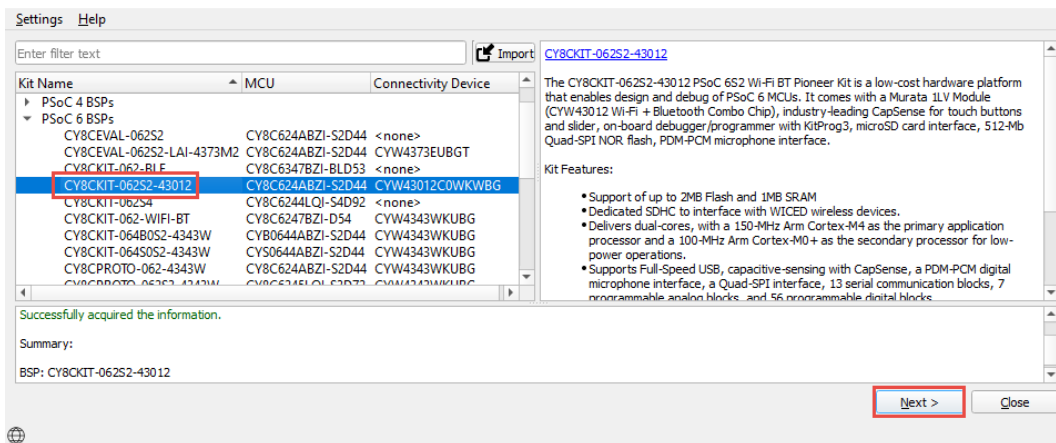 Settings Help
Enter filter text
Import
Kit Name MCU Connectivity Device
PSoC 4 BSPs
PSoC 6 BSPs
CY8CEVAL-062S2 CY8C624ABZI-S2D44 <none>
CY8CEVAL-062S2-LAI-4373M2 CY8C624ABZI-S2D44 CYW4373EUBGT
CY8CKIT-062-BLE CY8C6347BZI-BLD53 <none>
CY8CKIT-062S2-43012 CY8C624ABZI-S2D44 CYW43012C0WKWBG
CY8CKIT-062S4 CY8C6244LQI-S4D92 <none>
CY8CKIT-062-WIFI-BT CY8C6247BZI-D54 CYW4343WKUBG
CY8CKIT-064B0S2-4343W CYB0644ABZI-S2D44 CYW4343WKUBG
CY8CKIT-064S0S2-4343W CYS0644ABZI-S2D44 CYW4343WKUBG
CY8CPROTO-062-4343W CY8C624ABZI-S2D44 CYW4343WKUBG
CY8CKIT-062S2-43012
The CY8CKIT-062S2-43012 PSoC 6S2 Wi-Fi BT Pioneer Kit is a low-cost hardware platform
that enables design and debug of PSoC 6 MCUs. It comes with a Murata 1LV Module
(CYW43012 Wi-Fi + Bluetooth Combo Chip), industry-leading CapSense for touch buttons
and slider, on-board debugger/programmer with KitProg3, microSD card interface, 512-Mb
Quad-SPI NOR flash, PDM-PCM microphone interface.
Kit Features:
•Support of up to 2MB Flash and 1MB SRAM
•Dedicated SDHC to interface with WICED wireless devices.
•Delivers dual-cores, with a 150-MHz Arm Cortex-M4 as the primary application
processor and a 100-MHz Arm Cortex-M0+ as the secondary processor for low-
power operations.
•Supports Full-Speed USB, capacitive-sensing with CapSense, a PDM-PCM digital
microphone interface, a Quad-SPI interface, 13 serial communication blocks, 7
programmable analog blocks, and 56 programmable digital blocks.
Successfully acquired the information.
Summary:
BSP: CY8CKIT-062S2-43012
Next >
Close